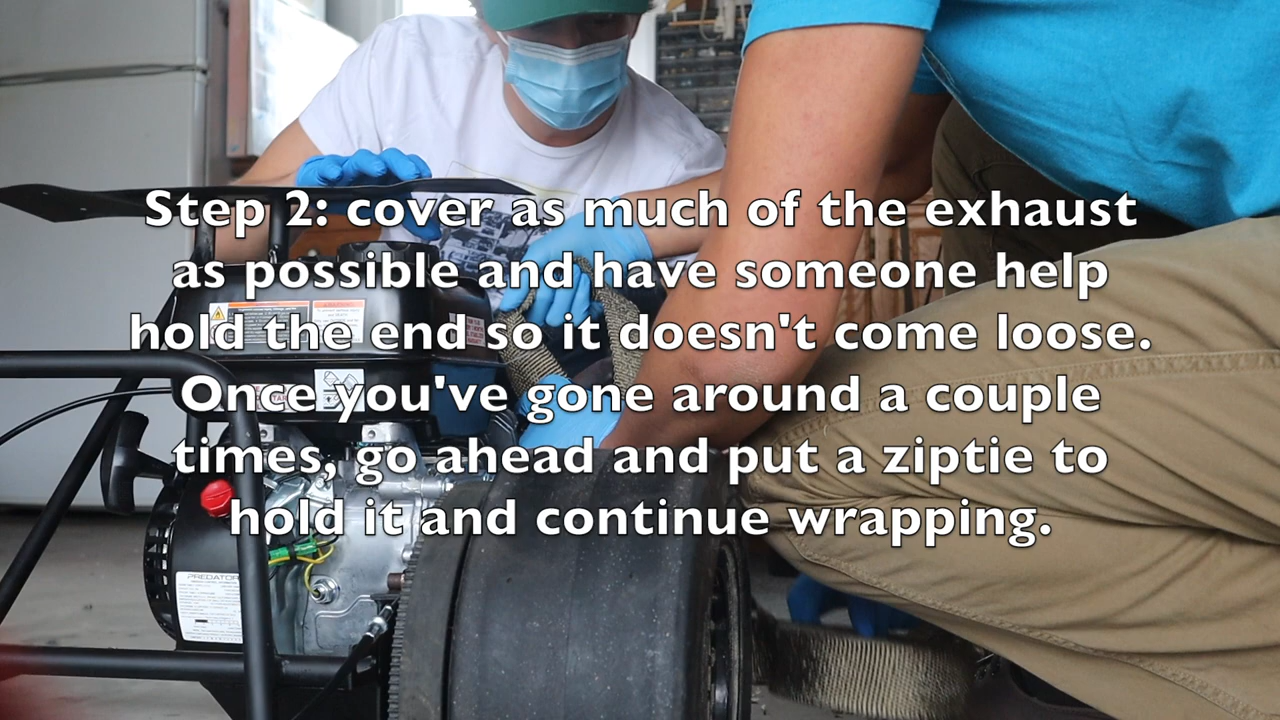 Step 2: cover as much of the exhaust
as possible and have someone help
hold the end so it doesn't come loose.
Once you've gone around a couple
times, go ahead and put a ziptie to
hold it and continue wrapping.
PREDATOR